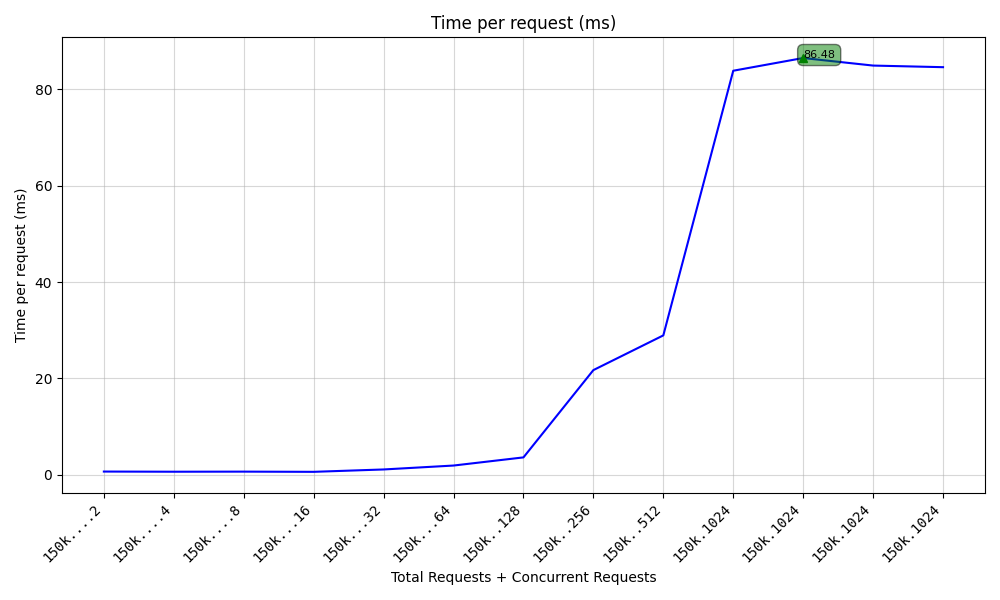 Time per request (ms)
86.48
Time per request (ms)
80
60
40
20
0
150k....2
150k....4
150k....8
150k...16
150k...32
150k...64
150k..128
150k.256
150k..512
150k.1024
150k.1024
150k.1024
150k.1024
Total Requests + Concurrent Requests